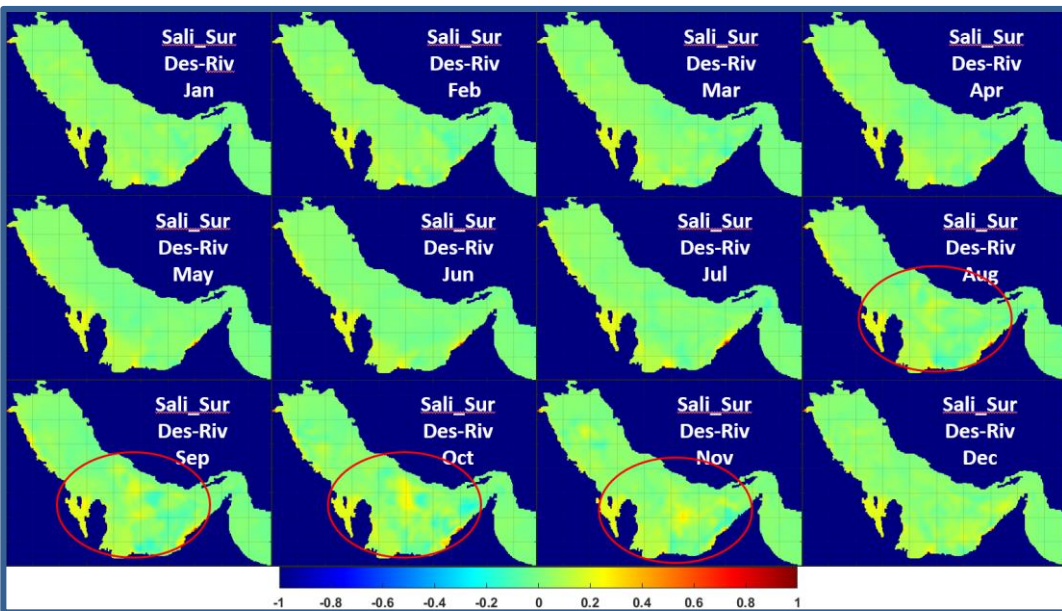 Sali_Sur
Des-Riv
Jan
Sali_Sur
Des-Riv
Feb
Sali_Sur
Des-Riv
Mar
Sali_Sur
Des-Riv
Apr
Sali_Sur
Des-Riv
May
Sali_Sur
Des-Riv
Jun
Sali_Sur
Des-Riv
Jul
Sali_Sur
Des-Riv
Aug
Sali_Sur
Des-Riv
Sep
Sali_Sur
Des-Riv
Oct
Sali_Sur
Des-Riv
Nov
Sali_Sur
Des-Riv
Dec
-1 -0.8 -0.6 -0.4 -0.2 0 0.2 0.4 0.6 0.8 1